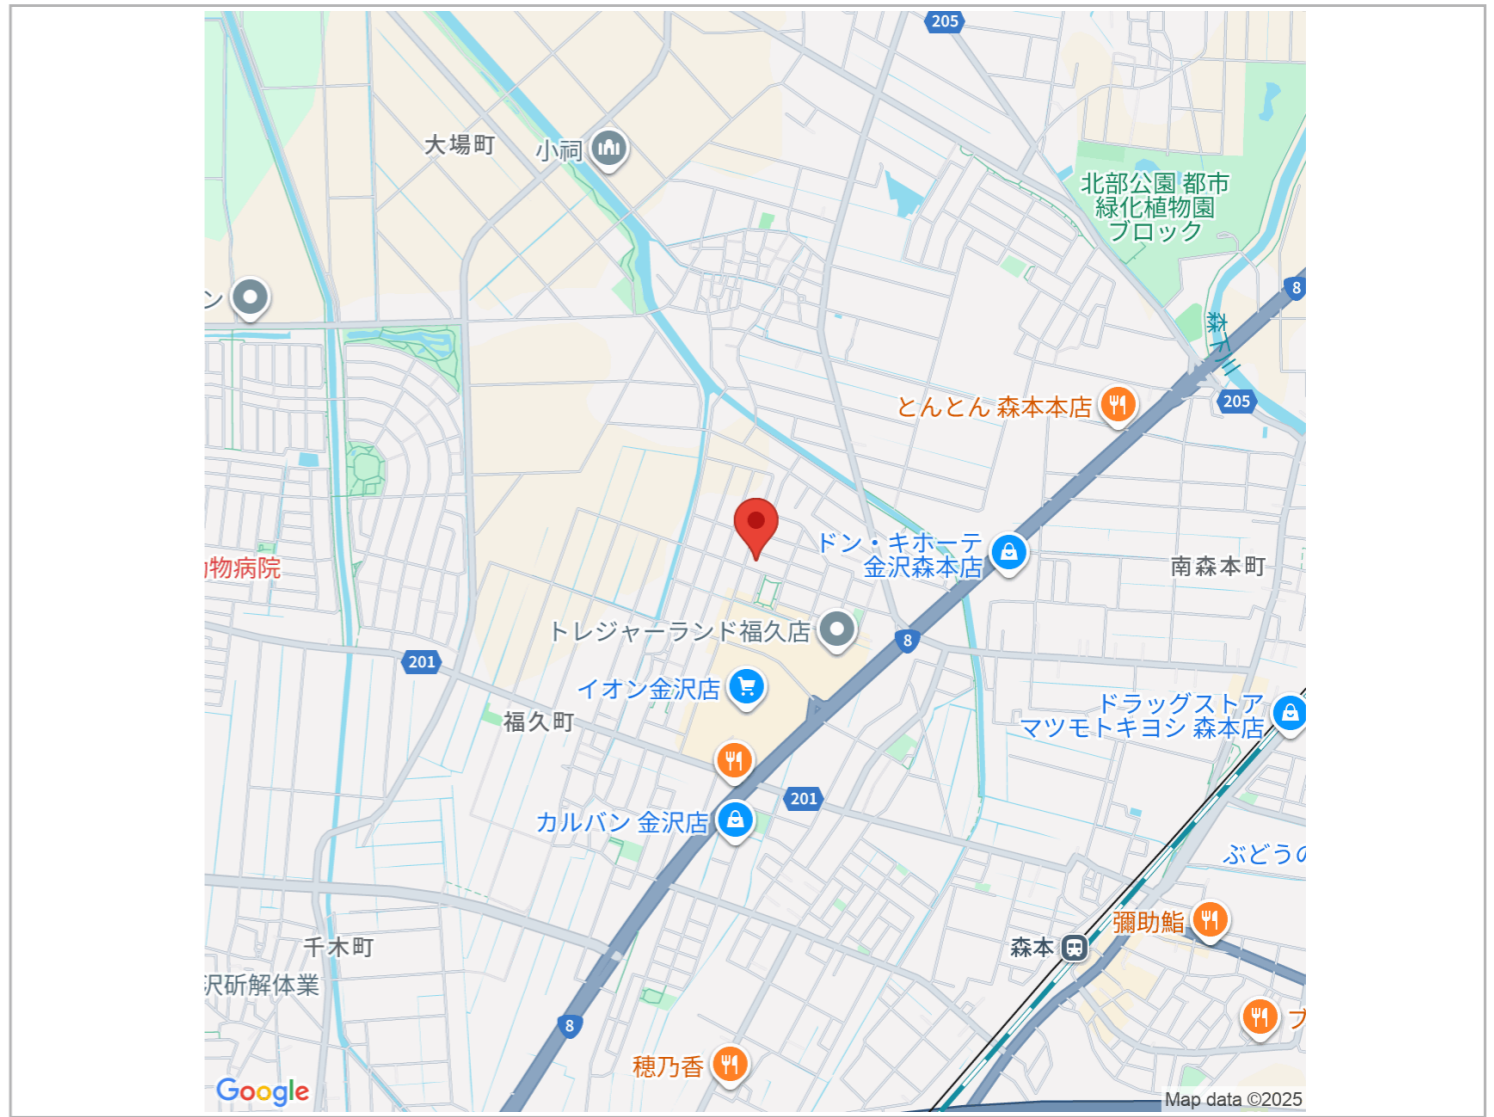 205
大場町
小祠
北部公園 都市
緑化植物園
ブロック
ン
8
森下川
とんとん 森本本店
205
ドン・キホーテ
金沢森本店
南森本町
物病院
トレジャーランド福久店
8
201
イオン金沢店
ドラッグストア
マツモトキヨシ 森本店
福久町
201
カルバン 金沢店
ぶどうの
彌助鮨
千木町
森本
沢斫解体業
8
ブ
穂乃香
Google
Map data ©2025